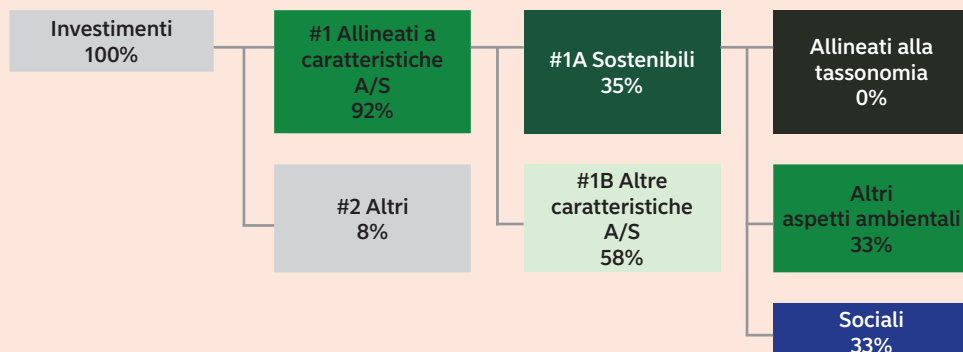 Investimenti
100%
#1 Allineati a
caratteristiche
A/S
92%
#1A Sostenibili
35%
Allineati alla
tassonomia
0%
#2 Altri
8%
#1B Altre
caratteristiche
A/S
58%
Altri
aspetti ambientali
33%
Sociali
33%